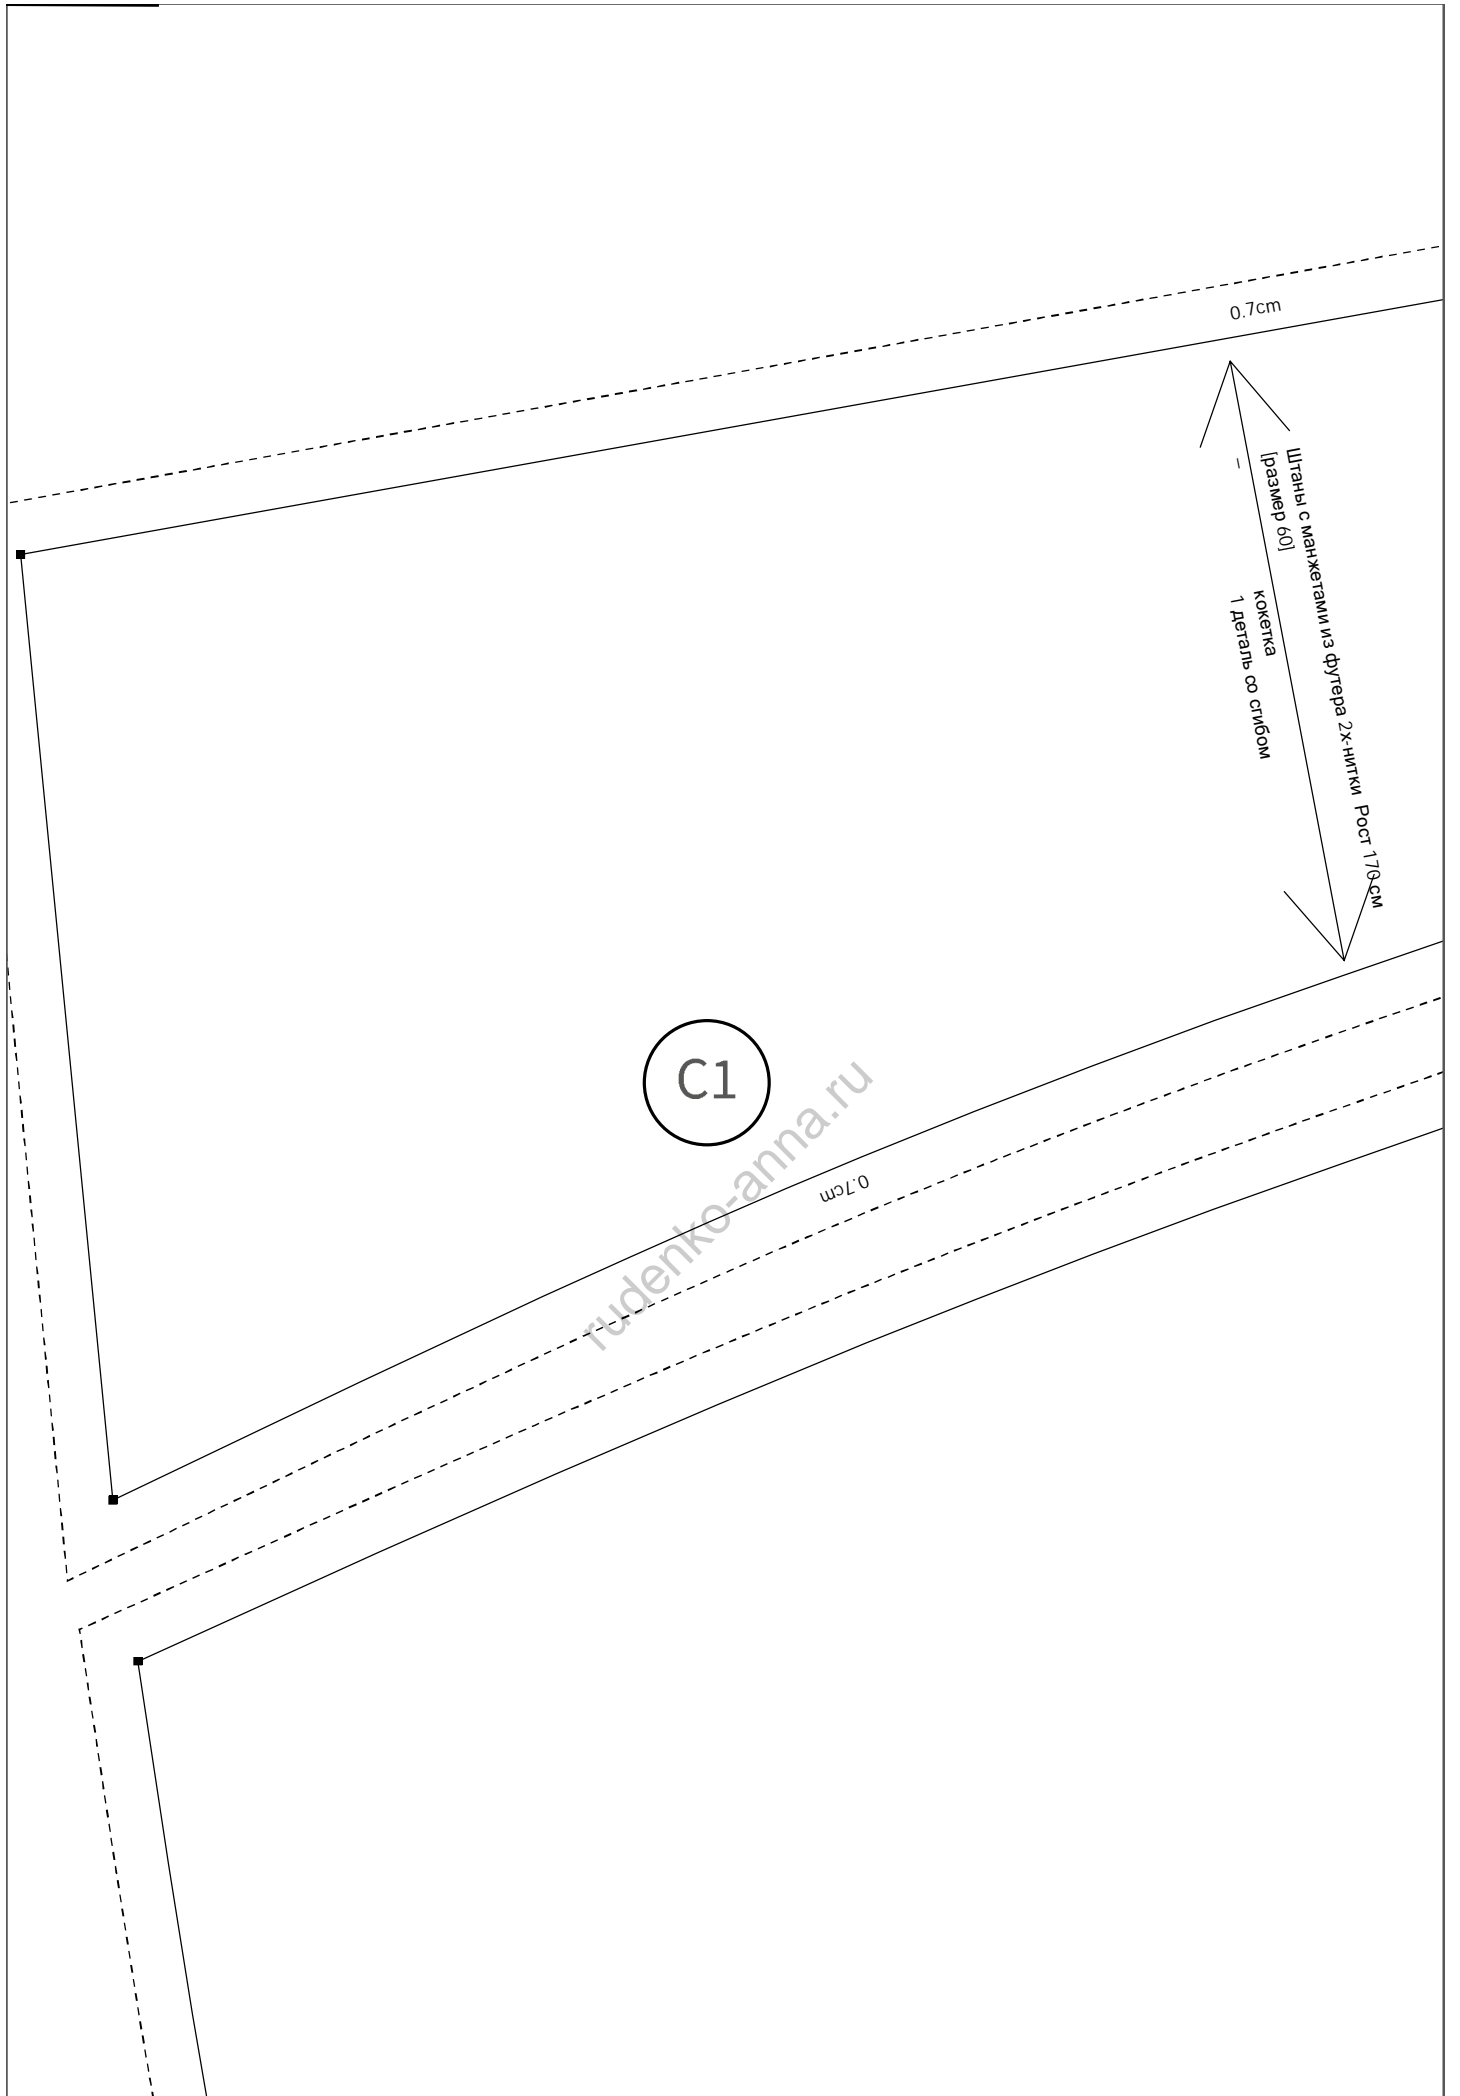 0.7cm
Штаны с манжетами из футера 2х-нитки Рост 170 см
[размер 60]
кокетка
1 деталь со сгибом
C1
0.7cm
rudenko-anna.ru